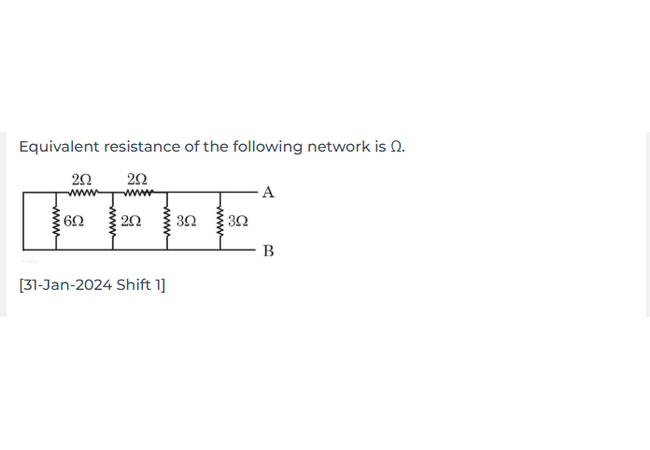 Equivalent resistance of the following network is Ω.
2Ω 2Ω
A
6Ω 2Ω 3Ω 3Ω
B
[31-Jan-2024 Shift 1]